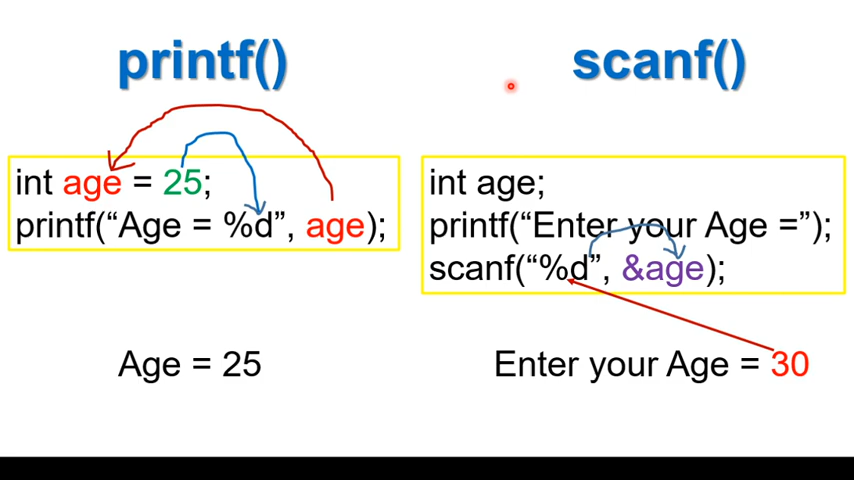 printf()
int age = 25;
printf(“Age = %d”, age);
Age = 25
scanf()
int age;
printf(“Enter your Age =”);
scanf(“%d”, &age);
Enter your Age = 30